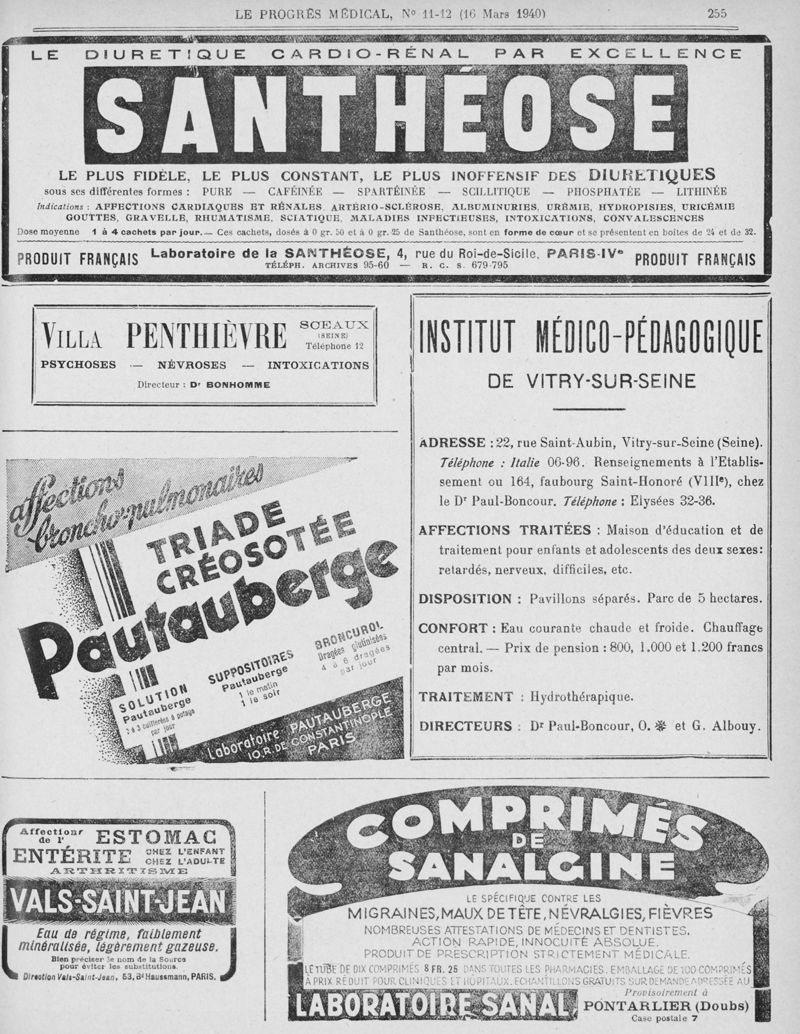 LE PROGRÈS MÉDICAL, Nº 11-12 (16 Mars 1940) 255
LE DIURETIQUE CARDIO-RÉNAL PAR EXCELLENCE
SANTHÉOSE
LE PLUS FIDÈLE, LE PLUS CONSTANT, LE PLUS INOFFENSIF DES DIURETIQUES
sous ses différentes formes : PURE — CAFÉINÉE — SPARTÉINÉE — SCILLITIQUE — PHOSPHATÉE — LITHINÉE
Indications : AFFECTIONS CARDIAQUES ET RÉNALES, ARTÉRIO-SCLÉROSE, ALBUMINURIES, URÉMIE, HYDROPISIES, URICÉMIE
GOUTTES, GRAVELLE, RHUMATISME, SCIATIQUE, MALADIES INFECTIEUSES, INTOXICATIONS, CONVALESCENCES
Dose moyenne 1 à 4 cachets par jour. — Ces cachets, dosés à 0 gr. 50 et à 0 gr. 25 de Santhéose, sont en forme de cœur et se présentent en boîtes de 24 et de 32.
PRODUIT FRANÇAIS Laboratoire de la SANTHÉOSE, 4, rue du Roi-de-Sicile, PARIS-IVe PRODUIT FRANÇAIS
TÉLÉPH. ARCHIVES 95-60 — R. C. S. 679-795
VILLA PENTHIÈVRE SCEAUX
(SEINE)
Téléphone 12
PSYCHOSES — NÉVROSES — INTOXICATIONS
Directeur : Dr BONHOMME
affections
broncho-pulmonaires
TRIADE
CRÉOSOTÉE
Pautauberge
SOLUTION
Pautauberge
2 à 3 cuillerées à potage
par jour
SUPPOSITOIRES
Pautauberge
1 le matin
1 le soir
BRONCUROL
Dragées glutinisées
4 à 6 dragées
par jour
Laboratoire PAUTAUBERGE
10, R. DE CONSTANTINOPLE
PARIS
INSTITUT MÉDICO-PÉDAGOGIQUE
DE VITRY-SUR-SEINE
ADRESSE : 22, rue Saint-Aubin, Vitry-sur-Seine (Seine).
Téléphone : Italie 06-96. Renseignements à l'Etablis-
sement ou 164, faubourg Saint-Honoré (VIIIe), chez
le Dr Paul-Boncour. Téléphone : Elysées 32-36.
AFFECTIONS TRAITÉES : Maison d'éducation et de
traitement pour enfants et adolescents des deux sexes:
retardés, nerveux, difficiles, etc.
DISPOSITION : Pavillons séparés. Parc de 5 hectares.
CONFORT : Eau courante chaude et froide. Chauffage
central. — Prix de pension : 800, 1.000 et 1.200 francs
par mois.
TRAITEMENT : Hydrothérapique.
DIRECTEURS : Dr Paul-Boncour, O. ❋ et G. Albouy.
Affections
de l' ESTOMAC
ENTÉRITE CHEZ L'ENFANT
CHEZ L'ADULTE
ARTHRITISME
VALS-SAINT-JEAN
Eau de régime, faiblement
minéralisée, légèrement gazeuse.
Bien préciser le nom de la Source
pour éviter les substitutions.
Direction Vals-Saint-Jean, 53, Bd Haussmann, PARIS.
COMPRIMÉS
DE
SANALGINE
LE SPÉCIFIQUE CONTRE LES
MIGRAINES, MAUX DE TÊTE, NÉVRALGIES, FIÈVRES
NOMBREUSES ATTESTATIONS DE MÉDECINS ET DENTISTES.
ACTION RAPIDE, INNOCUITÉ ABSOLUE.
PRODUIT DE PRESCRIPTION STRICTEMENT MÉDICALE.
LE TUBE DE DIX COMPRIMÉS 8 FR. 25 DANS TOUTES LES PHARMACIES. EMBALLAGE DE 100 COMPRIMÉS
À PRIX RÉDUIT POUR CLINIQUES ET HÔPITAUX. ECHANTILLONS GRATUITS SUR DEMANDE ADRESSÉE AU
LABORATOIRE SANAL, Provisoirement à
PONTARLIER (Doubs)
Case postale 7